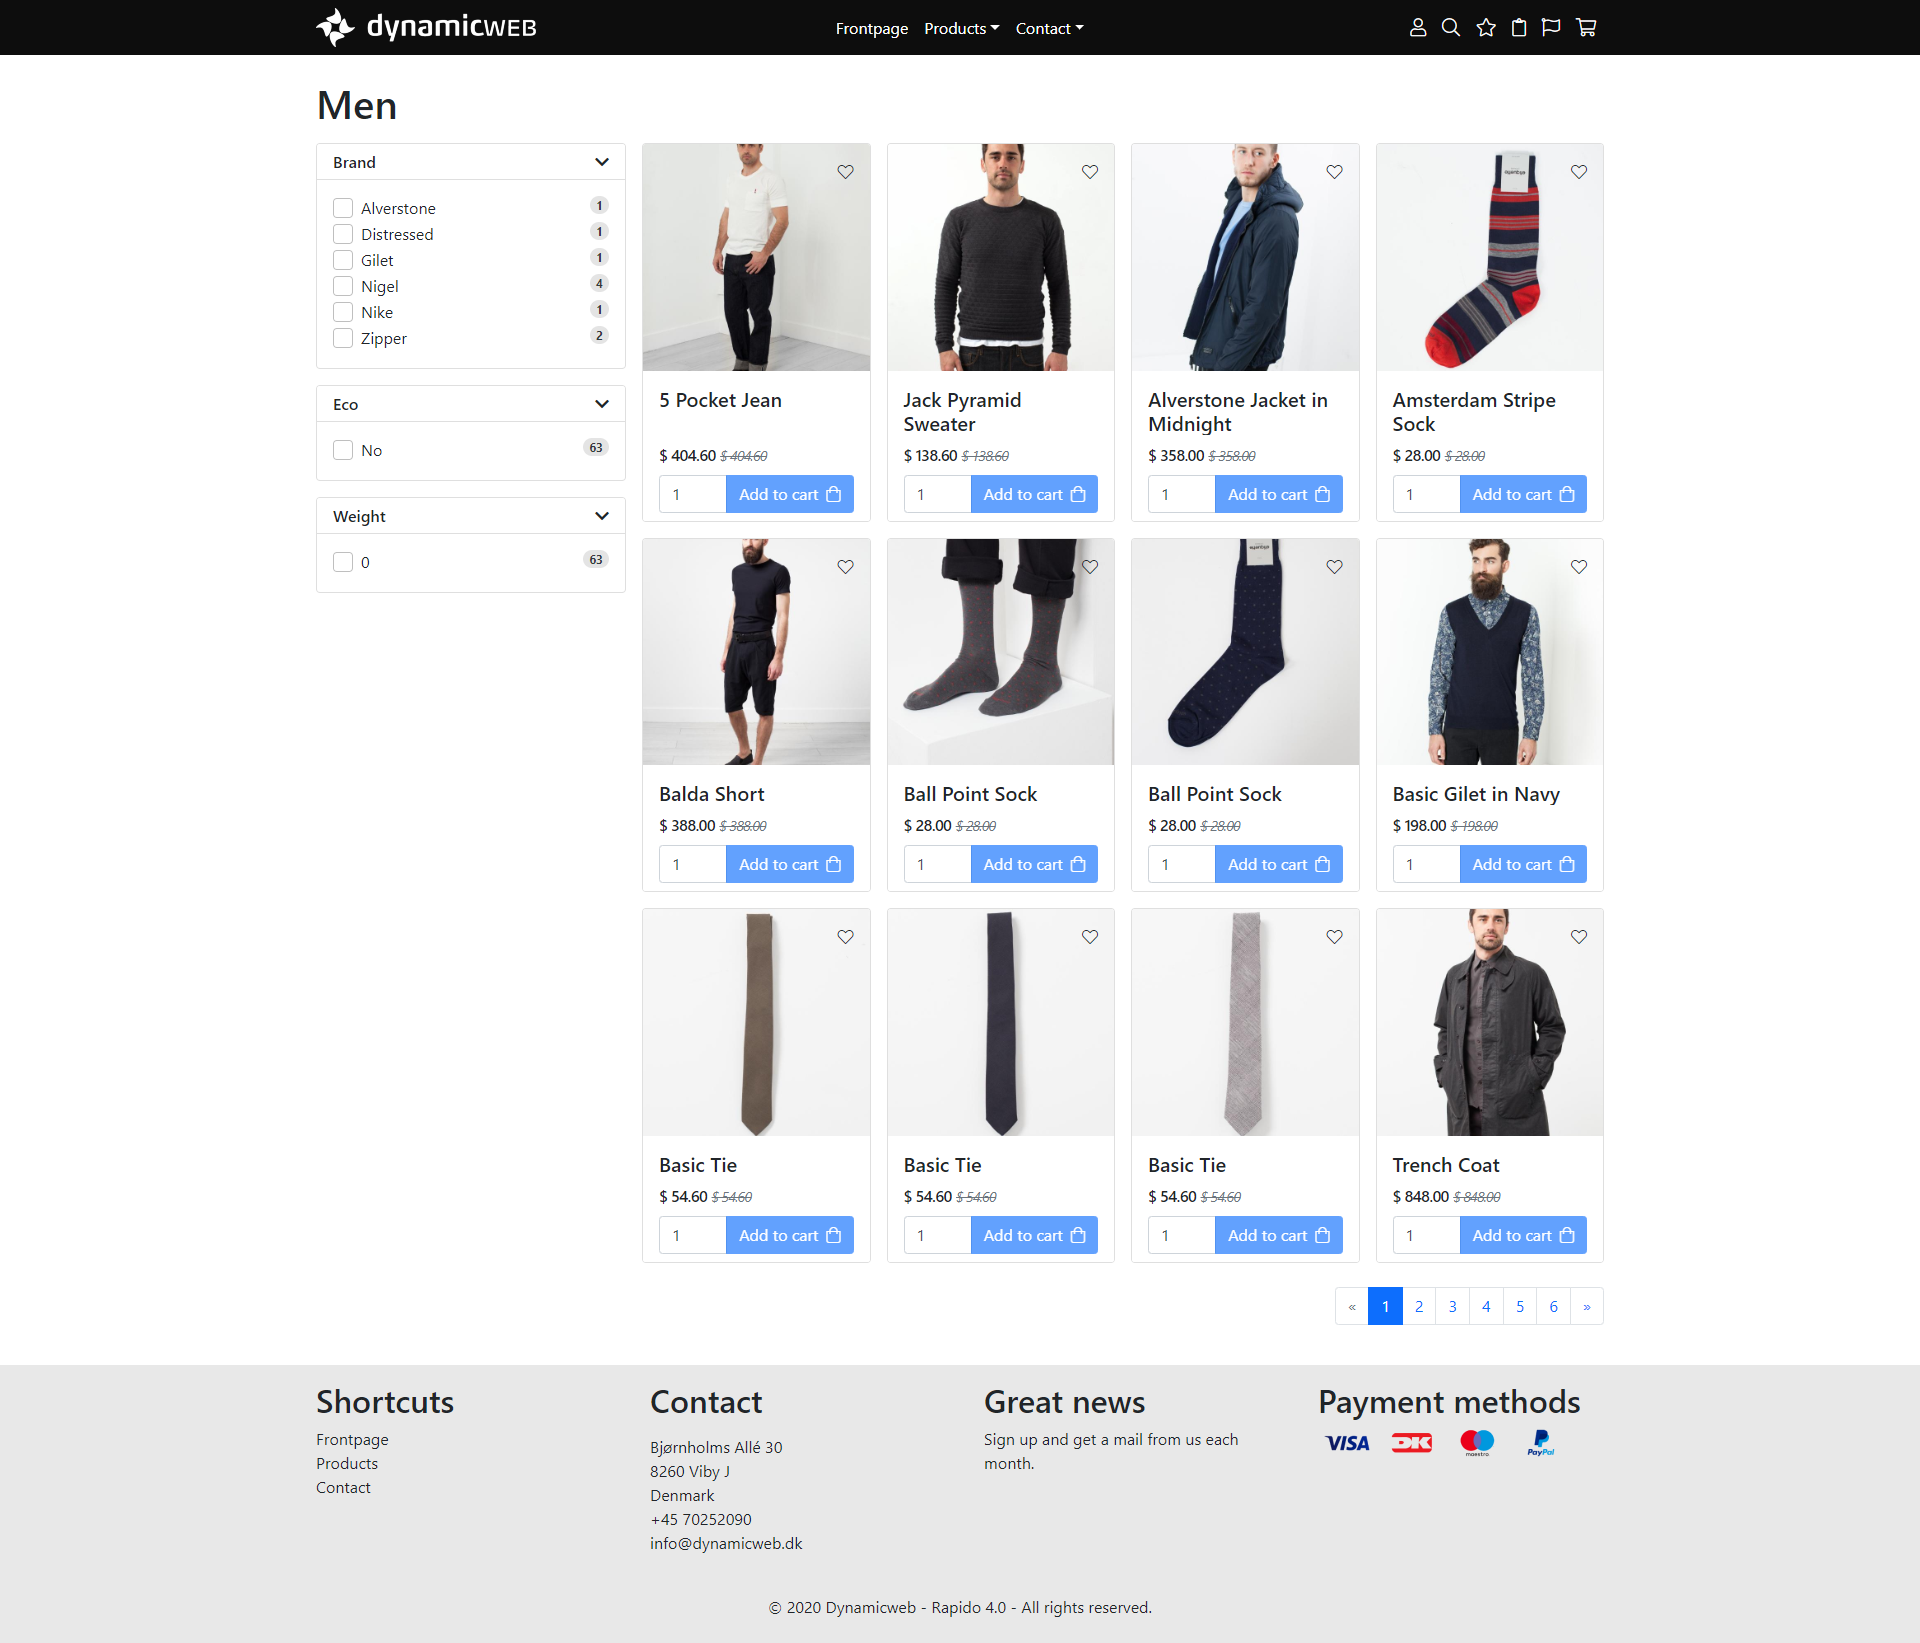 dynamicWEB
Frontpage Products Contact
Men
Brand
Alverstone 1
Distressed 1
Gilet 1
Nigel 4
Nike 1
Zipper 2
Eco
No 63
Weight
0 63
5 Pocket Jean
$ 404.60 $ 404.60
1 Add to cart
Jack Pyramid
Sweater
$ 138.60 $ 138.60
1 Add to cart
Alverstone Jacket in
Midnight
$ 358.00 $ 358.00
1 Add to cart
Amsterdam Stripe
Sock
$ 28.00 $ 28.00
1 Add to cart
Balda Short
$ 388.00 $ 388.00
1 Add to cart
Ball Point Sock
$ 28.00 $ 28.00
1 Add to cart
Ball Point Sock
$ 28.00 $ 28.00
1 Add to cart
Basic Gilet in Navy
$ 198.00 $ 198.00
1 Add to cart
Basic Tie
$ 54.60 $ 54.60
1 Add to cart
Basic Tie
$ 54.60 $ 54.60
1 Add to cart
Basic Tie
$ 54.60 $ 54.60
1 Add to cart
Trench Coat
$ 848.00 $ 848.00
1 Add to cart
« 1 2 3 4 5 6 »
Shortcuts
Frontpage
Products
Contact
Contact
Bjørnholms Allé 30
8260 Viby J
Denmark
+45 70252090
info@dynamicweb.dk
Great news
Sign up and get a mail from us each
month.
Payment methods
VISA DK maestro PayPal
© 2020 Dynamicweb - Rapido 4.0 - All rights reserved.